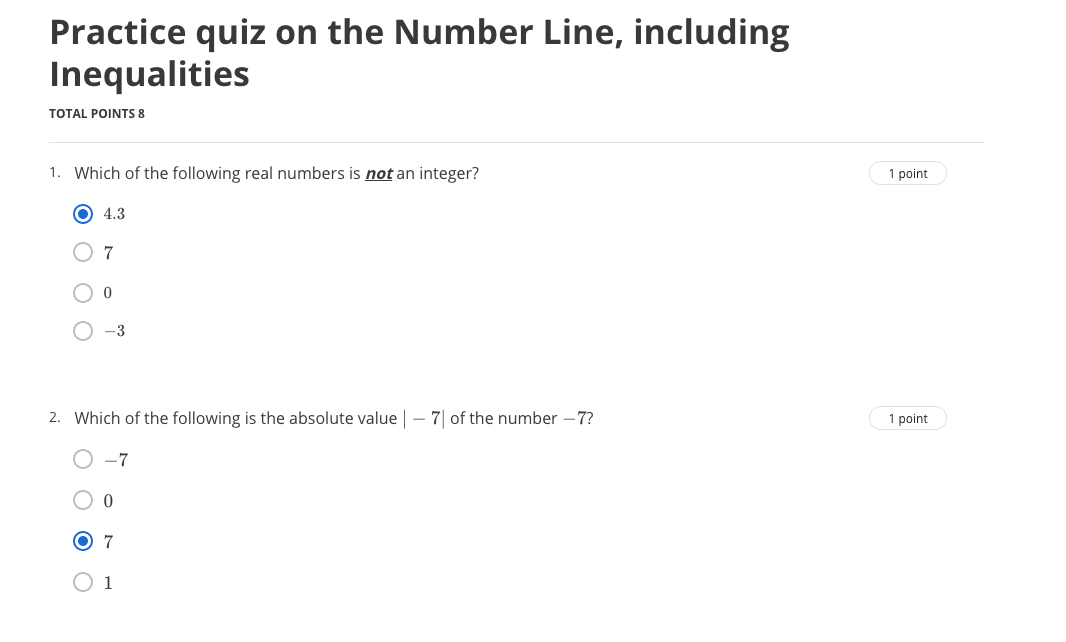 Practice quiz on the Number Line, including
Inequalities
TOTAL POINTS 8
1. Which of the following real numbers is not an integer? 1 point
4.3
7
0
−3
2. Which of the following is the absolute value | − 7| of the number −7? 1 point
−7
0
7
1